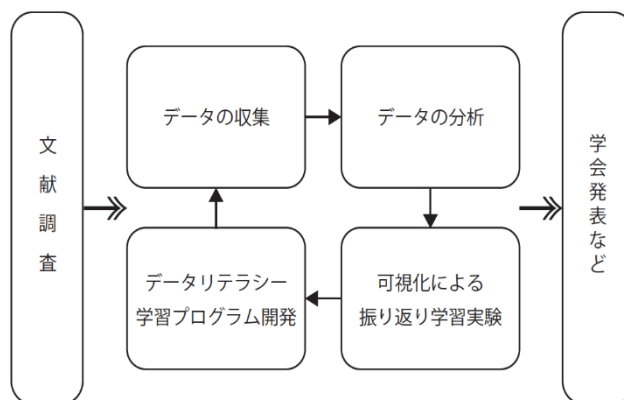 文献調査
データの収集
データの分析
データリテラシー
学習プログラム開発
可視化による
振り返り学習実験
学会発表など